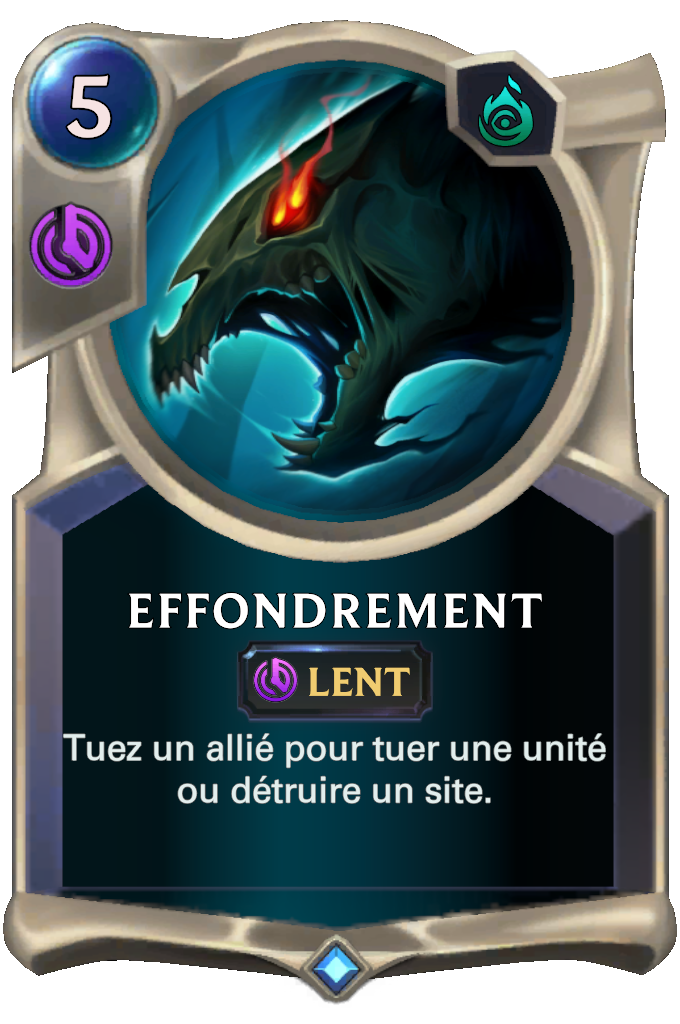 5
EFFONDREMENT
LENT
Tuez un allié pour tuer une unité
ou détruire un site.